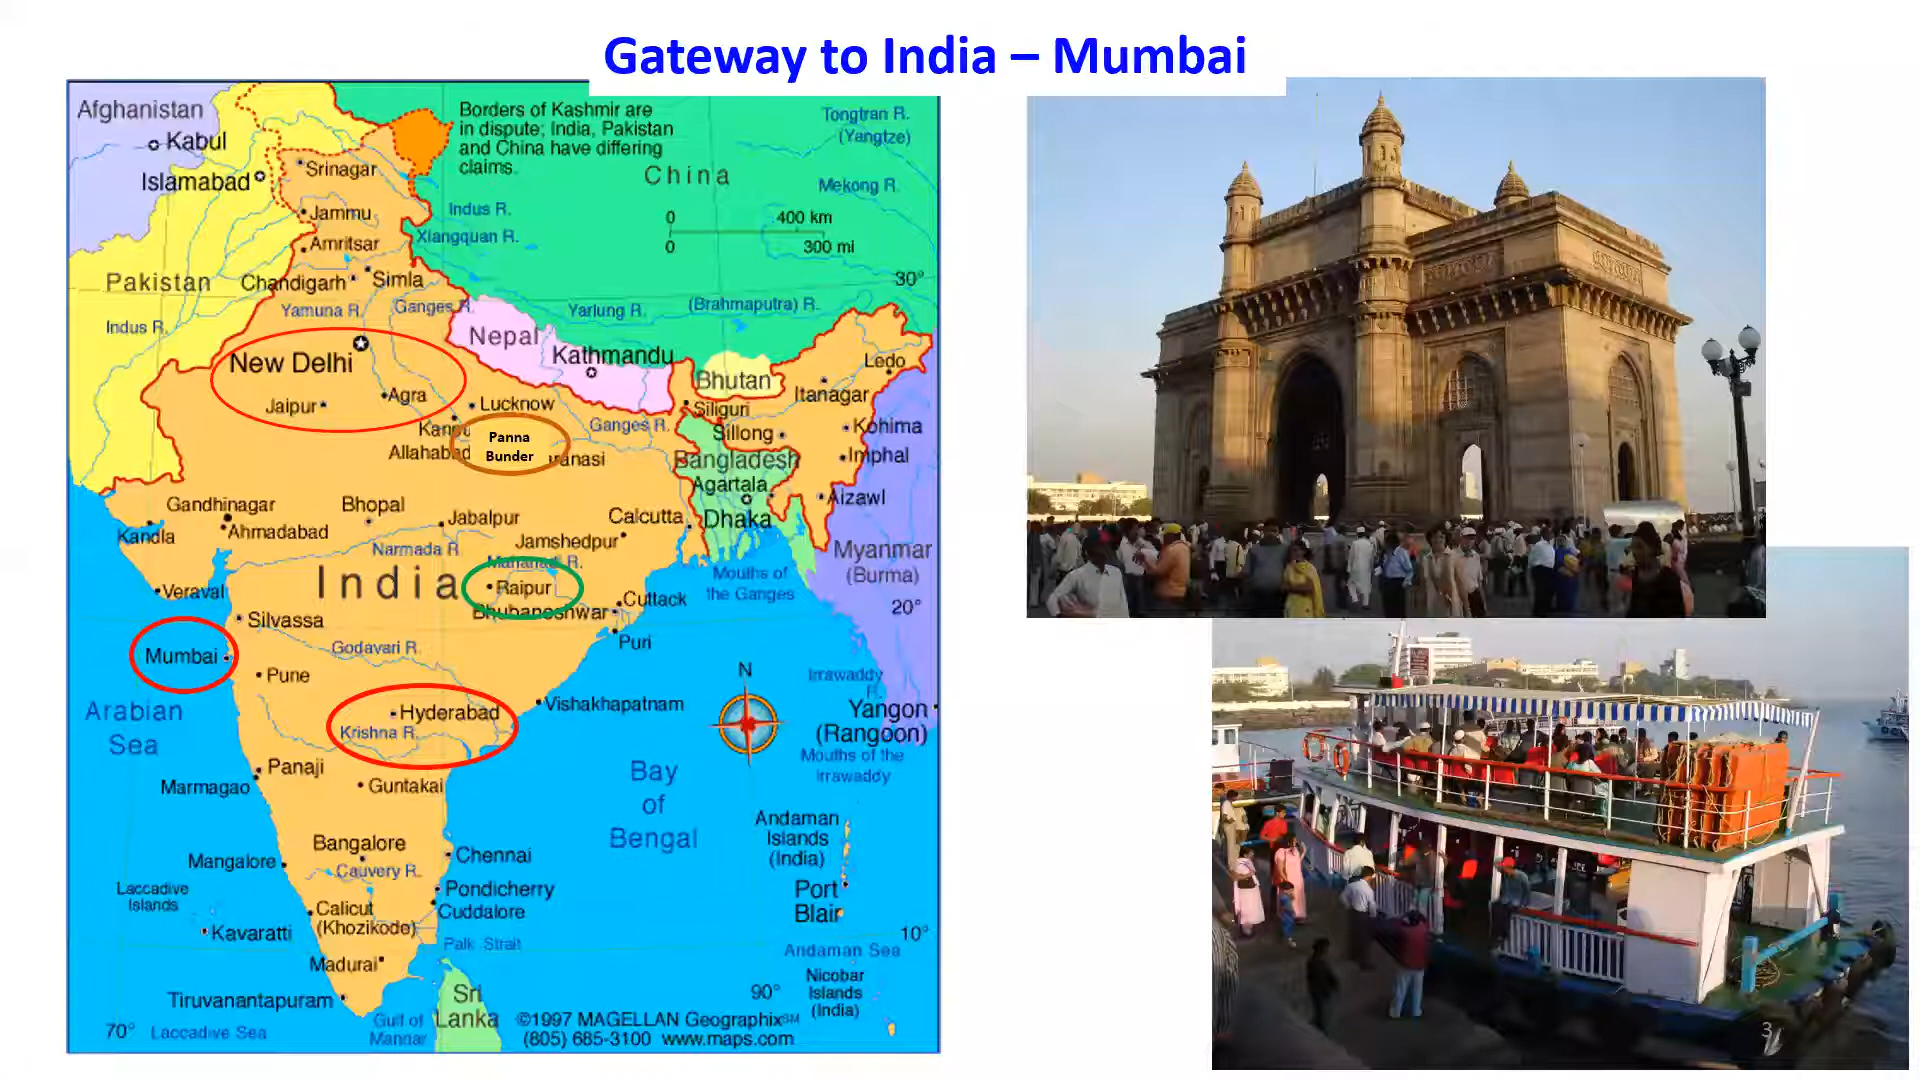 Gateway to India – Mumbai
Afghanistan
Kabul
Islamabad
Borders of Kashmir are
in dispute; India, Pakistan
and China have differing
claims.
Tongtran R.
(Yangtze)
China
Mekong R.
Srinagar
Jammu
Indus R.
Xiangquan R.
0 400 km
0 300 mi
Amritsar
Pakistan
Chandigarh
Simla
30°
Yamuna R.
Ganges R.
Yarlung R.
(Brahmaputra) R.
Indus R.
Nepal
Kathmandu
New Delhi
Bhutan
Ledo
Itanagar
Jaipur
Agra
Lucknow
Siliguri
Ganges R.
Sillong
Kohima
Panna
Bunder
Allahabad
Bangladesh
Imphal
Agartala
Aizawl
Gandhinagar
Bhopal
Jabalpur
Calcutta
Dhaka
Ahmadabad
Kandla
Jamshedpur
Narmada R.
Mahanadi R.
Myanmar
(Burma)
India
Raipur
Mouths of
the Ganges
Veraval
Cuttack
20°
Bhubaneshwar
Silvassa
Puri
Godavari R.
Mumbai
Pune
N
Irrawaddy
R.
Arabian
Sea
Hyderabad
Krishna R.
Vishakhapatnam
Yangon
(Rangoon)
Mouths of the
Irrawaddy
Panaji
Marmagao
Guntakai
Bay
of
Bengal
Andaman
Islands
(India)
Bangalore
Chennai
Mangalore
Cauvery R.
Laccadive
Islands
Pondicherry
Port
Blair
Calicut
(Khozikode)
Cuddalore
Kavaratti
Palk Strait
10°
Andaman Sea
Madurai
Nicobar
Islands
(India)
Tiruvanantapuram
Sri
Lanka
90°
70°
Laccadive Sea
Gulf of
Mannar
©1997 MAGELLAN Geographix℠
(805) 685-3100 www.maps.com
3